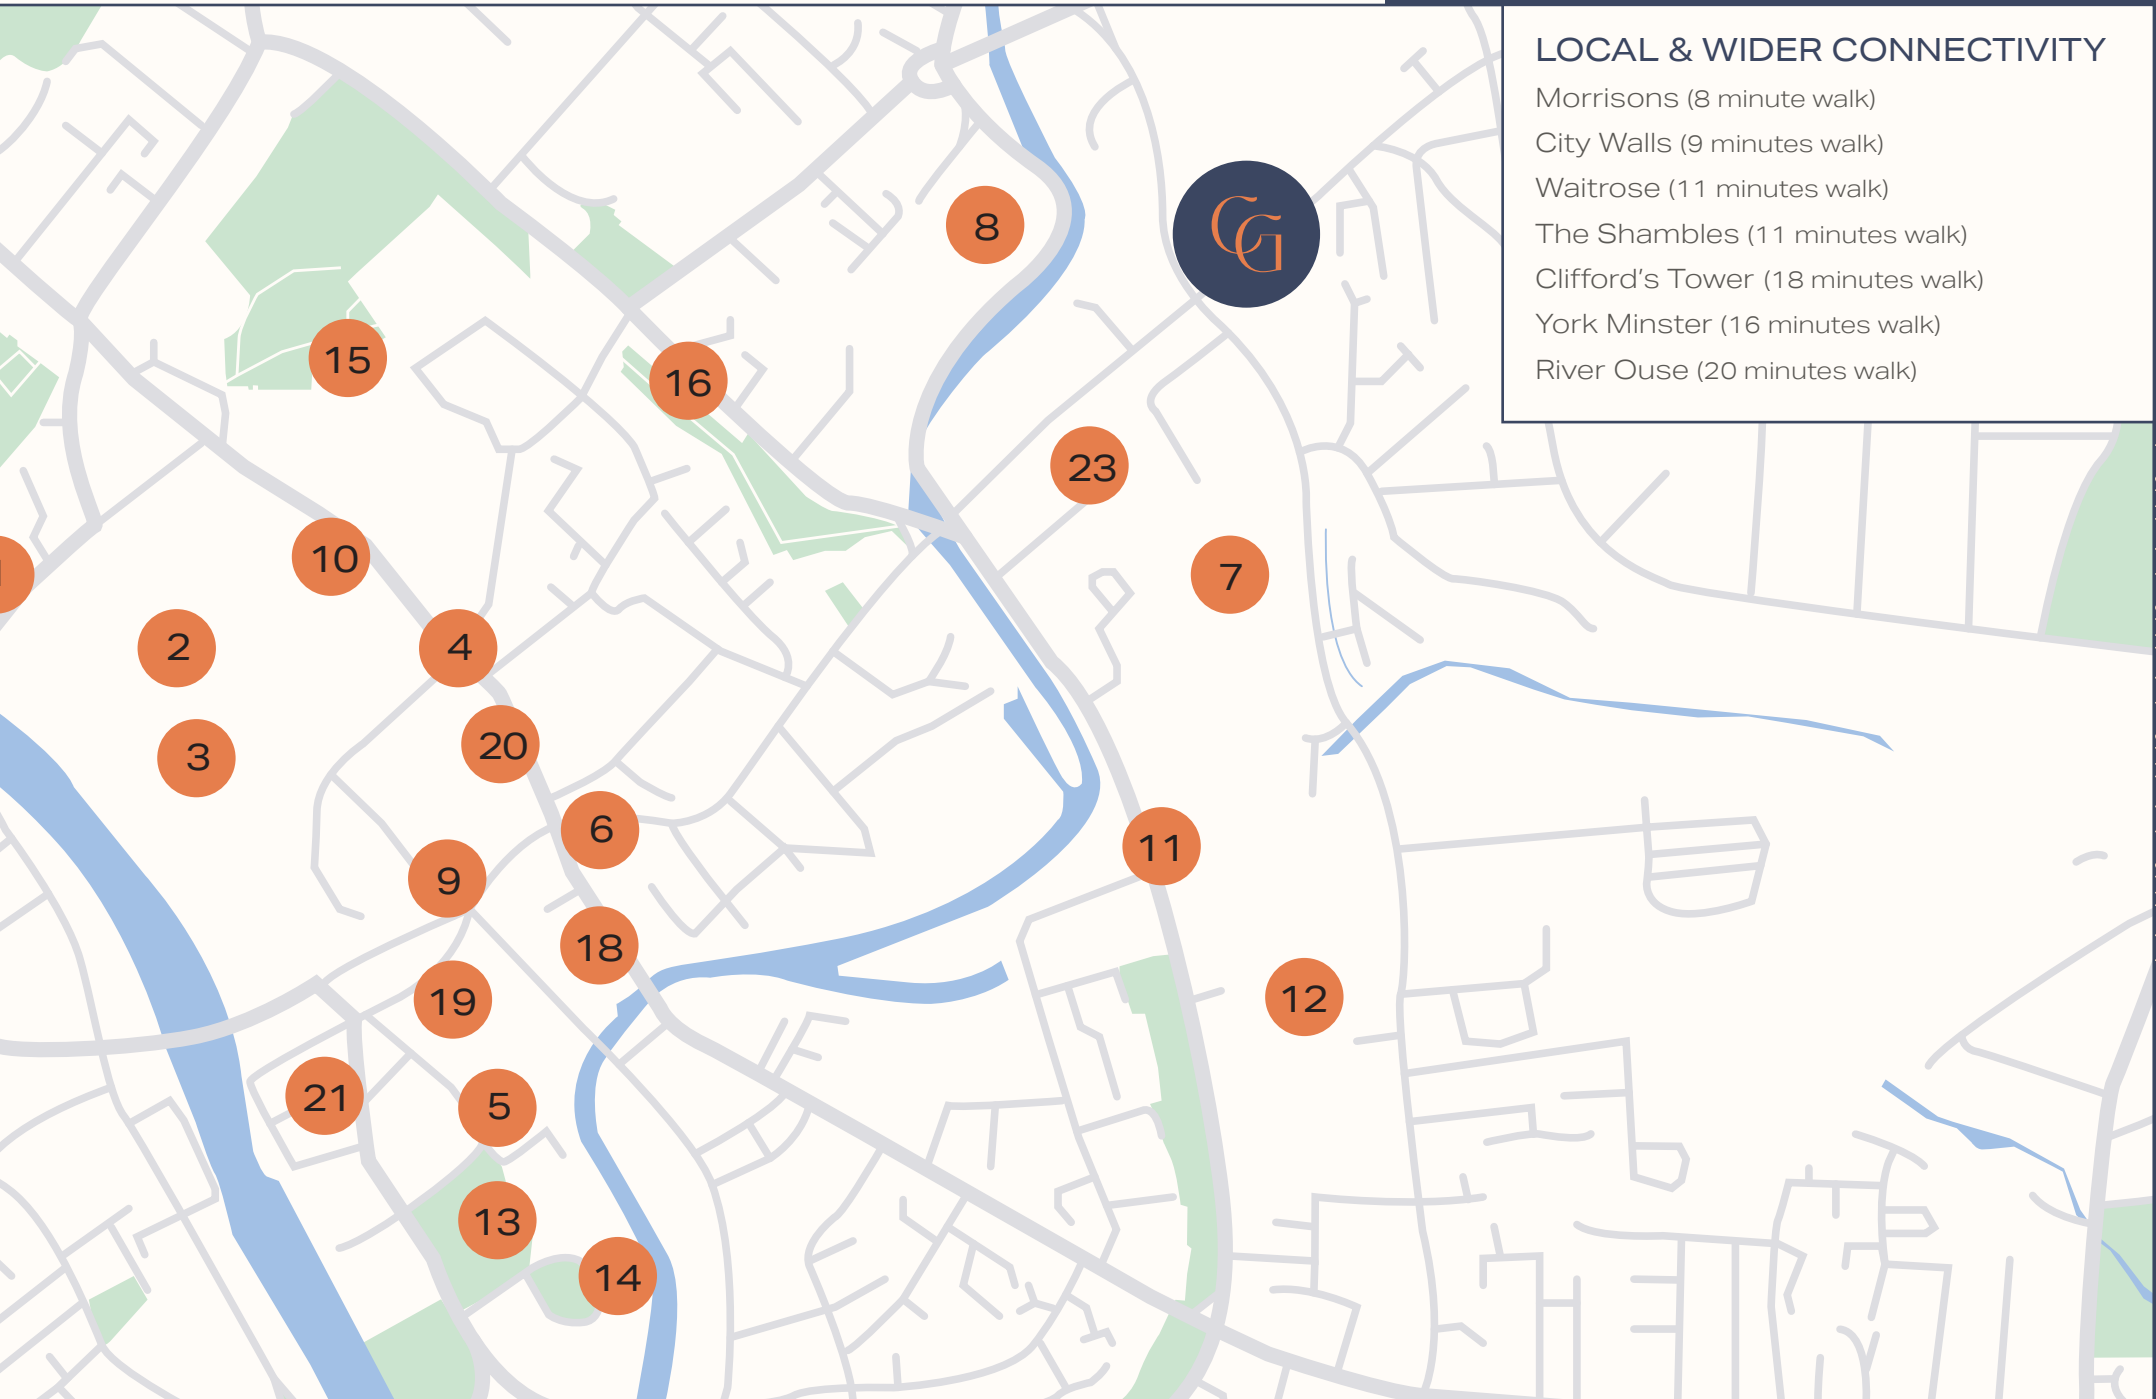 LOCAL & WIDER CONNECTIVITY
Morrisons (8 minute walk)
City Walls (9 minutes walk)
Waitrose (11 minutes walk)
The Shambles (11 minutes walk)
Clifford's Tower (18 minutes walk)
York Minster (16 minutes walk)
River Ouse (20 minutes walk)
CG
8
15
16
23
10
7
2
4
3
20
6
11
9
18
19
12
21
5
13
14